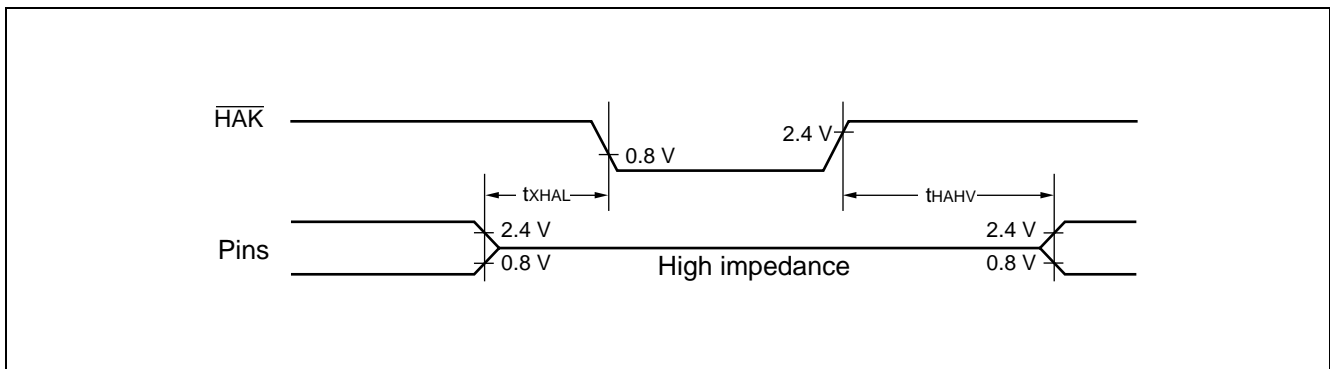 HAK
2.4 V
0.8 V
tXHAL
tHAHV
2.4 V
2.4 V
Pins
0.8 V
High impedance
0.8 V